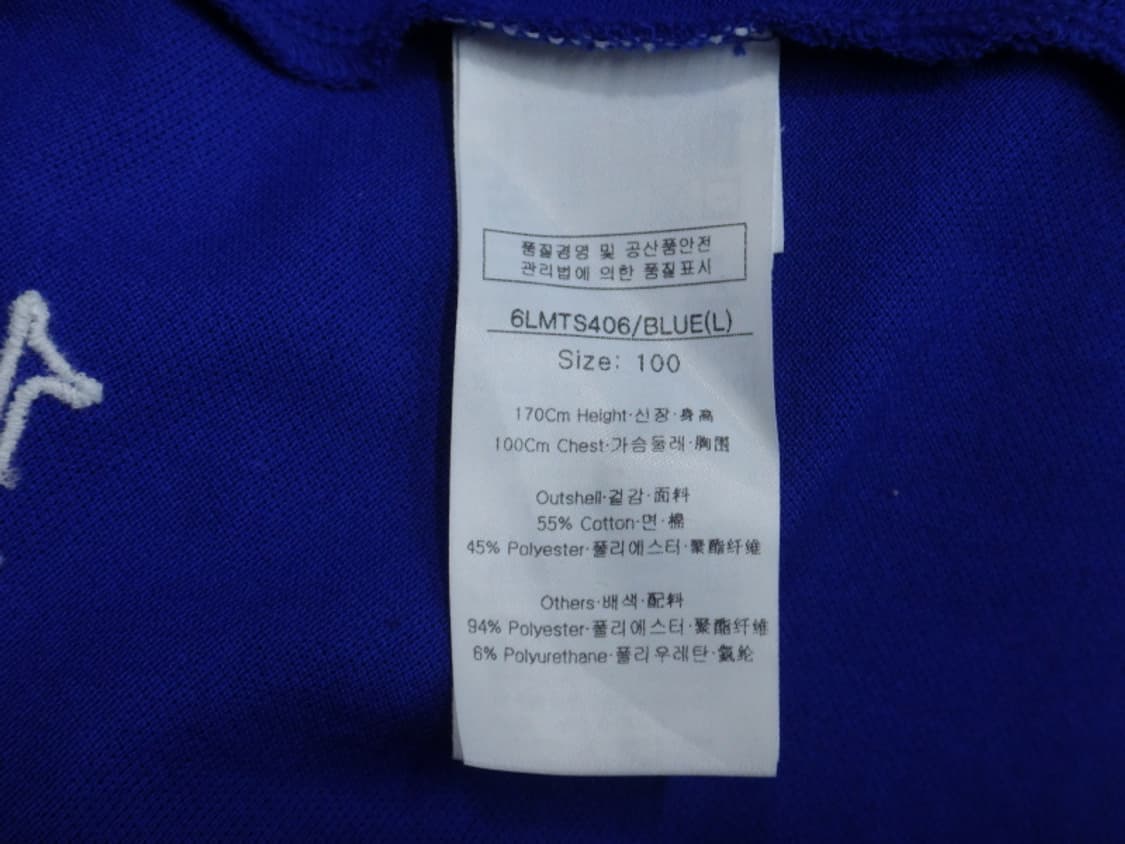 품질경영 및 공산품안전
관리법에 의한 품질표시
6LMTS406/BLUE(L)
Size: 100
170Cm Height·신장·身高
100Cm Chest·가슴둘레·胸围
Outshell·겉감·面料
55% Cotton·면·棉
45% Polyester·폴리에스터·聚酯纤维
Others·배색·配料
94% Polyester·폴리에스터·聚酯纤维
6% Polyurethane·폴리우레탄·氨纶